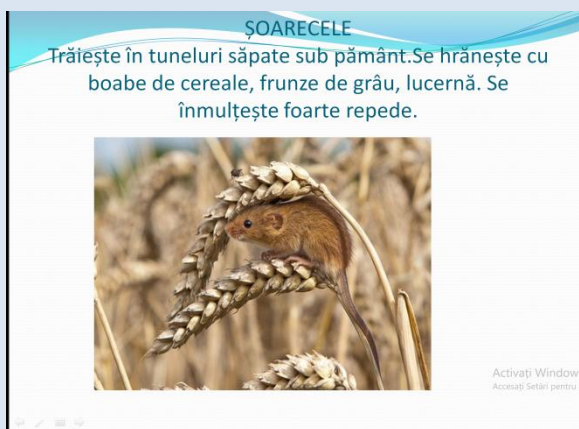 ȘOARECELE
Trăiește în tuneluri săpate sub pământ.Se hrănește cu
boabe de cereale, frunze de grâu, lucernă. Se
înmulțește foarte repede.
Activați Window
Accesați Setări pentru